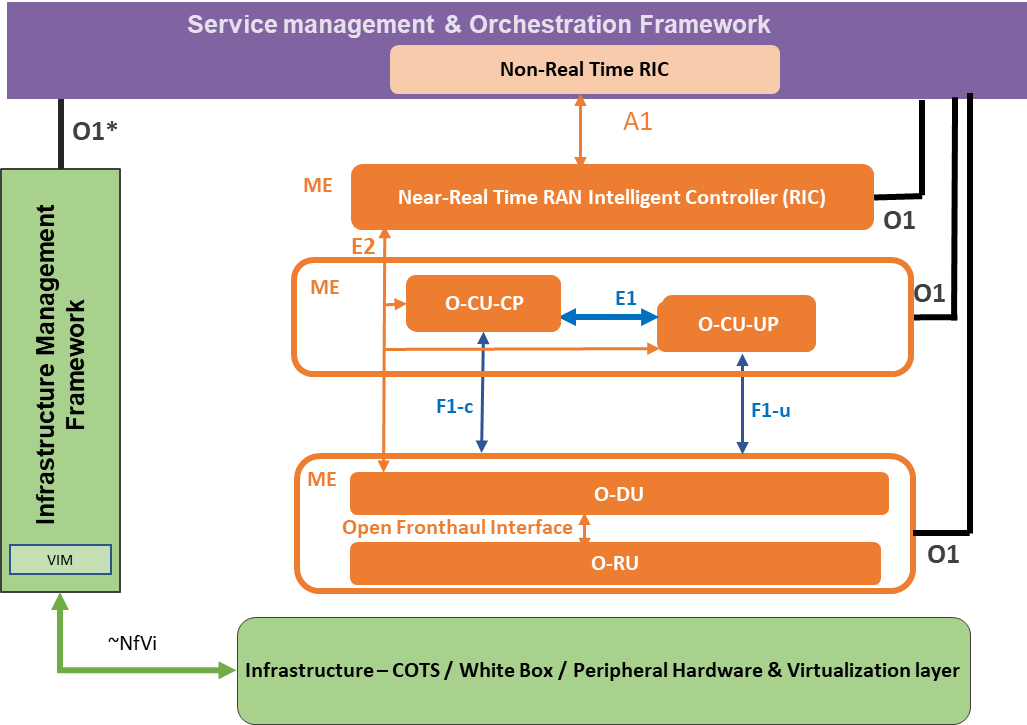 Service management & Orchestration Framework
Non-Real Time RIC
O1*
A1
ME
Near-Real Time RAN Intelligent Controller (RIC)
O1
E2
ME
O-CU-CP
E1
O-CU-UP
O1
Infrastructure Management
Framework
F1-c
F1-u
ME
O-DU
Open Fronthaul Interface
O-RU
O1
VIM
~NfVi
Infrastructure – COTS / White Box / Peripheral Hardware & Virtualization layer